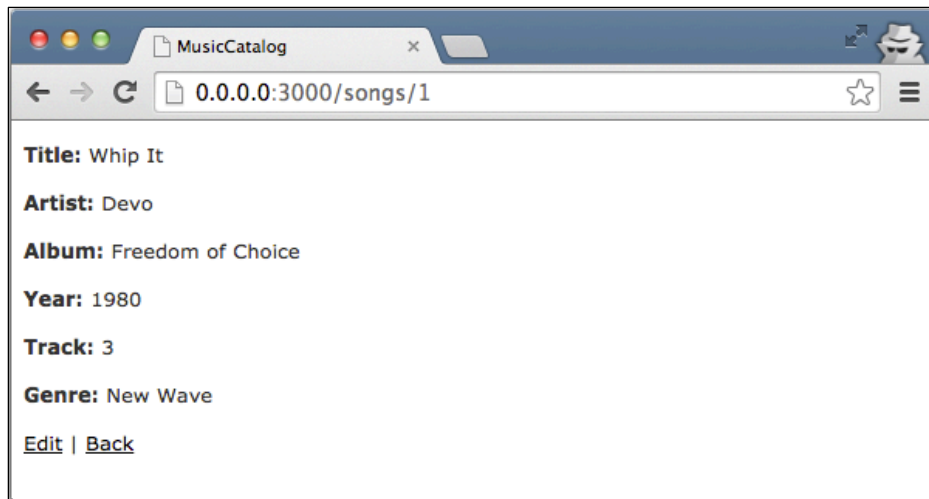 MusicCatalog
0.0.0.0:3000/songs/1
Title: Whip It
Artist: Devo
Album: Freedom of Choice
Year: 1980
Track: 3
Genre: New Wave
Edit | Back